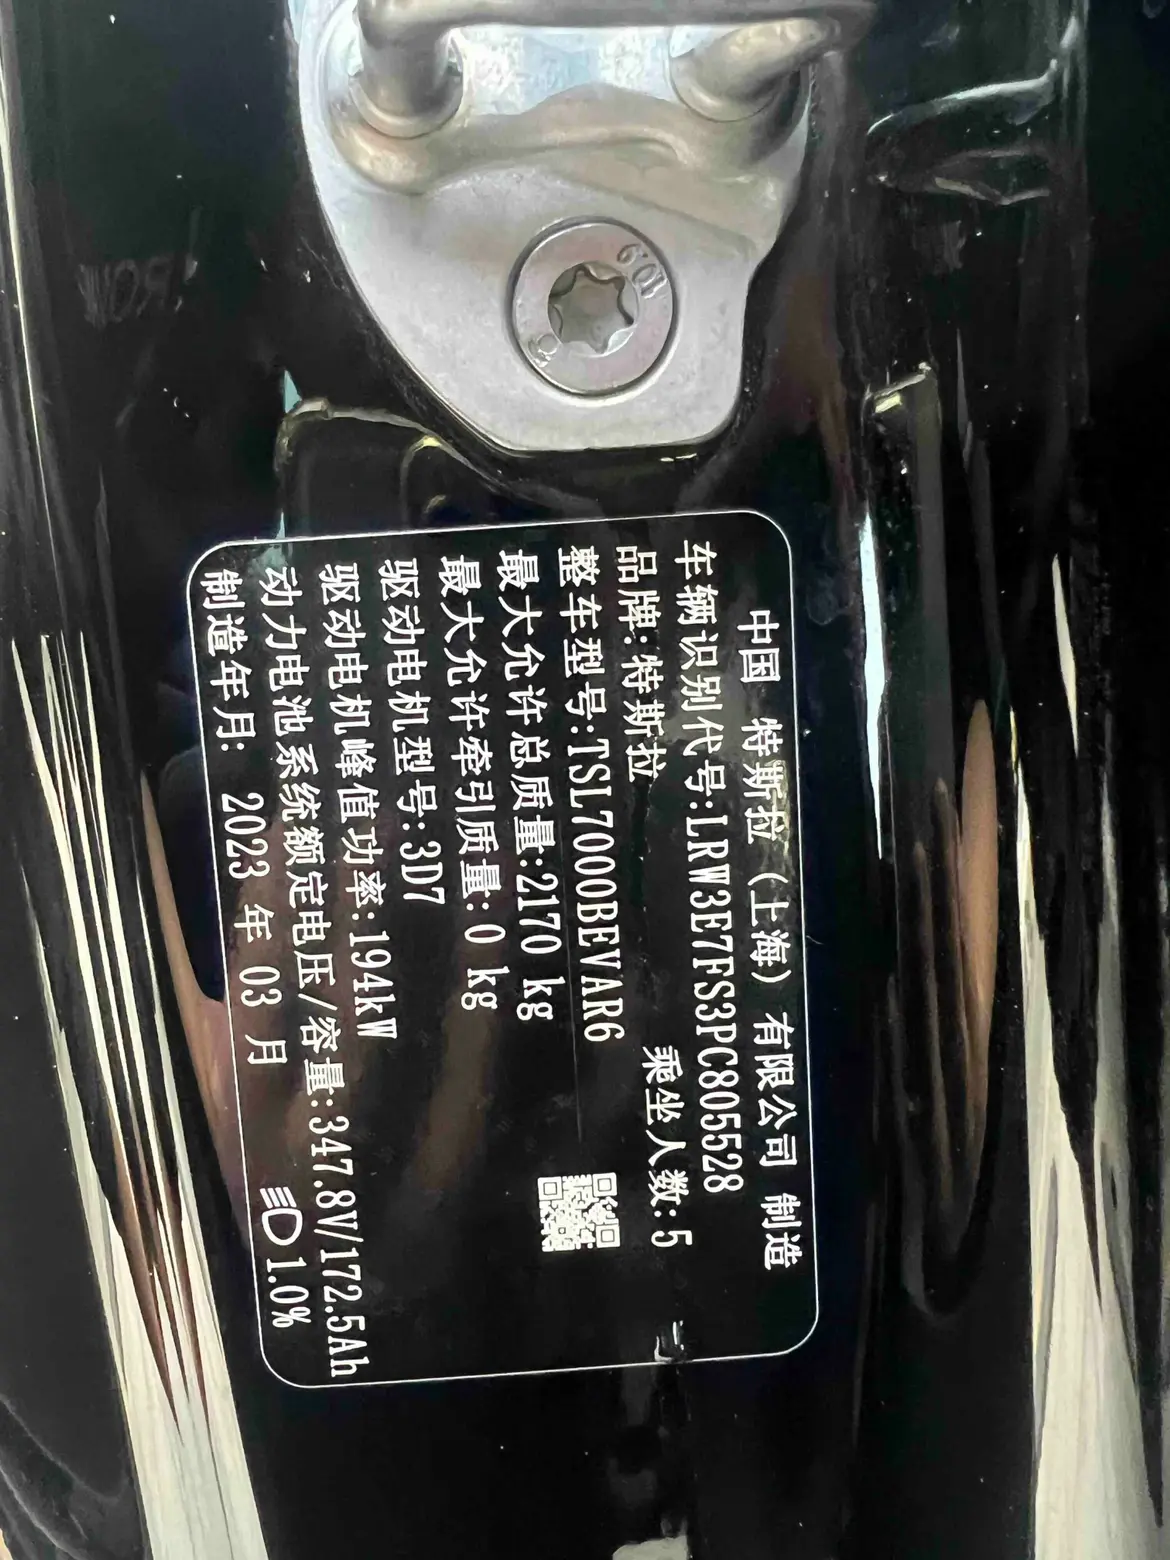 中国 特斯拉（上海）有限公司 制造
车辆识别代号:LRW3E7FS3PC805528
品牌:特斯拉 乘坐人数:5
整车型号:TSL7000BEVAR6
最大允许总质量:2170 kg
最大允许牵引质量:0 kg
驱动电机型号:3D7
驱动电机峰值功率:194kW
动力电池系统额定电压/容量:347.8V/172.5Ah
制造年月: 2023 年 03 月 1.0%